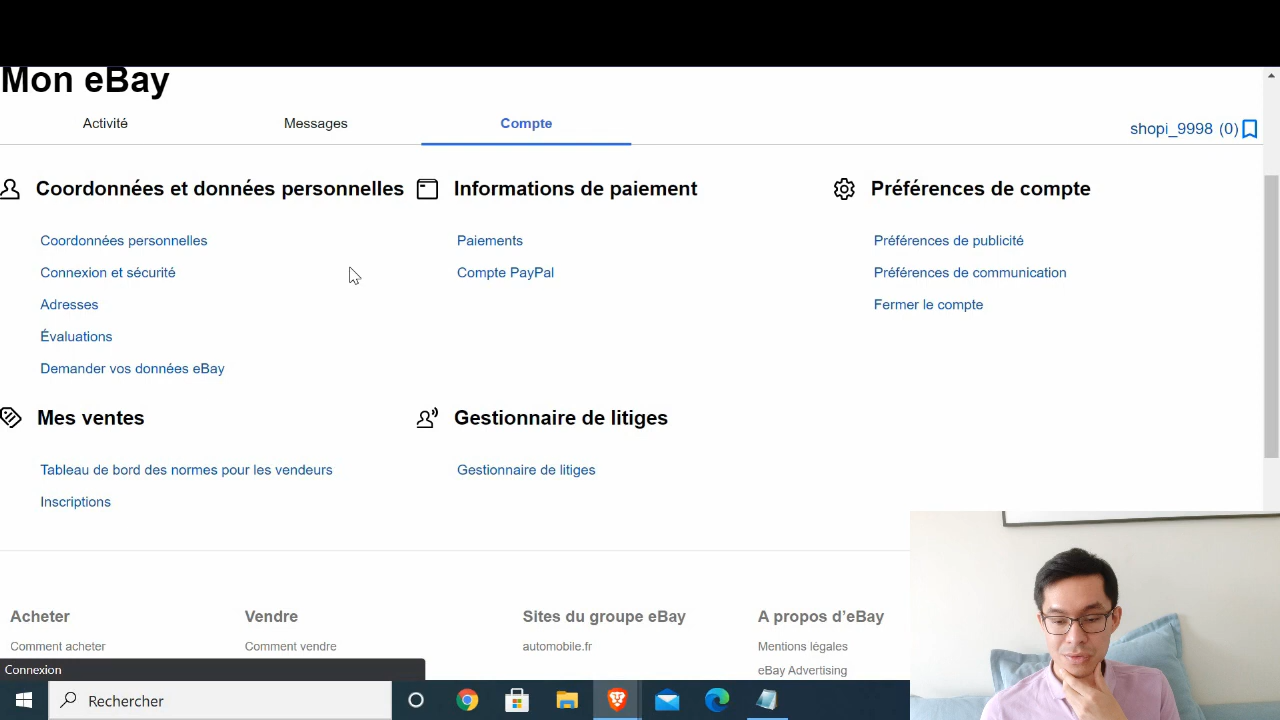 Mon eBay
Activité
Messages
Compte
shopi_9998 (0)
Coordonnées et données personnelles
Informations de paiement
Préférences de compte
Coordonnées personnelles
Paiements
Préférences de publicité
Connexion et sécurité
Compte PayPal
Préférences de communication
Adresses
Fermer le compte
Évaluations
Demander vos données eBay
Mes ventes
Gestionnaire de litiges
Tableau de bord des normes pour les vendeurs
Gestionnaire de litiges
Inscriptions
Acheter
Vendre
Sites du groupe eBay
A propos d'eBay
Comment acheter
Comment vendre
automobile.fr
Mentions légales
Connexion
eBay Advertising
Rechercher